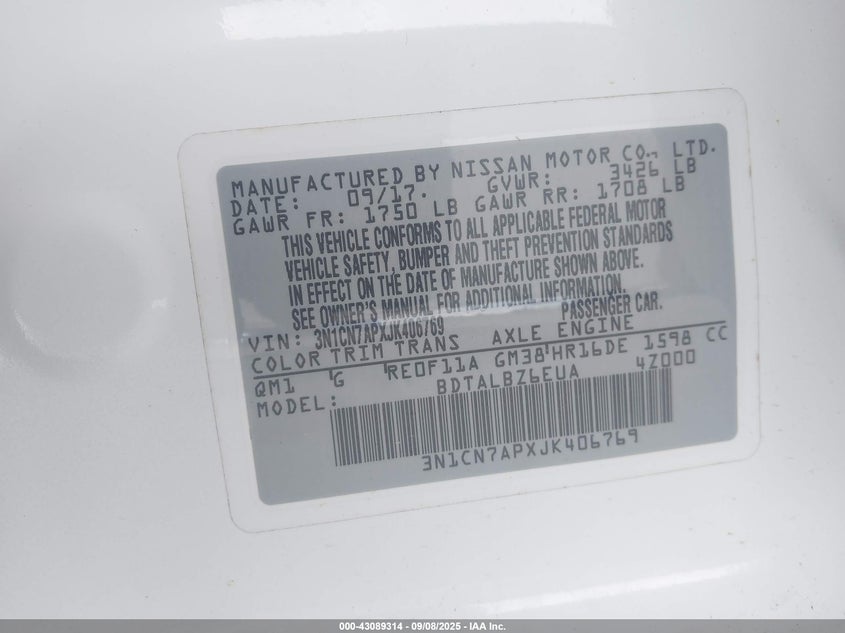 MANUFACTURED BY NISSAN MOTOR CO., LTD.
DATE: 09/17. GVWR: 3426 LB
GAWR FR: 1750 LB GAWR RR: 1708 LB
THIS VEHICLE CONFORMS TO ALL APPLICABLE FEDERAL MOTOR
VEHICLE SAFETY, BUMPER AND THEFT PREVENTION STANDARDS
IN EFFECT ON THE DATE OF MANUFACTURE SHOWN ABOVE.
SEE OWNER'S MANUAL FOR ADDITIONAL INFORMATION.
VIN: 3N1CN7APXJK406769 PASSENGER CAR.
COLOR TRIM TRANS AXLE ENGINE
QM1 G RE0F11A GM38 HR16DE 1598 CC
MODEL: BDTALBZ6EUA 4Z000
3N1CN7APXJK406769
000-43089314 - 09/08/2025 - IAA Inc.